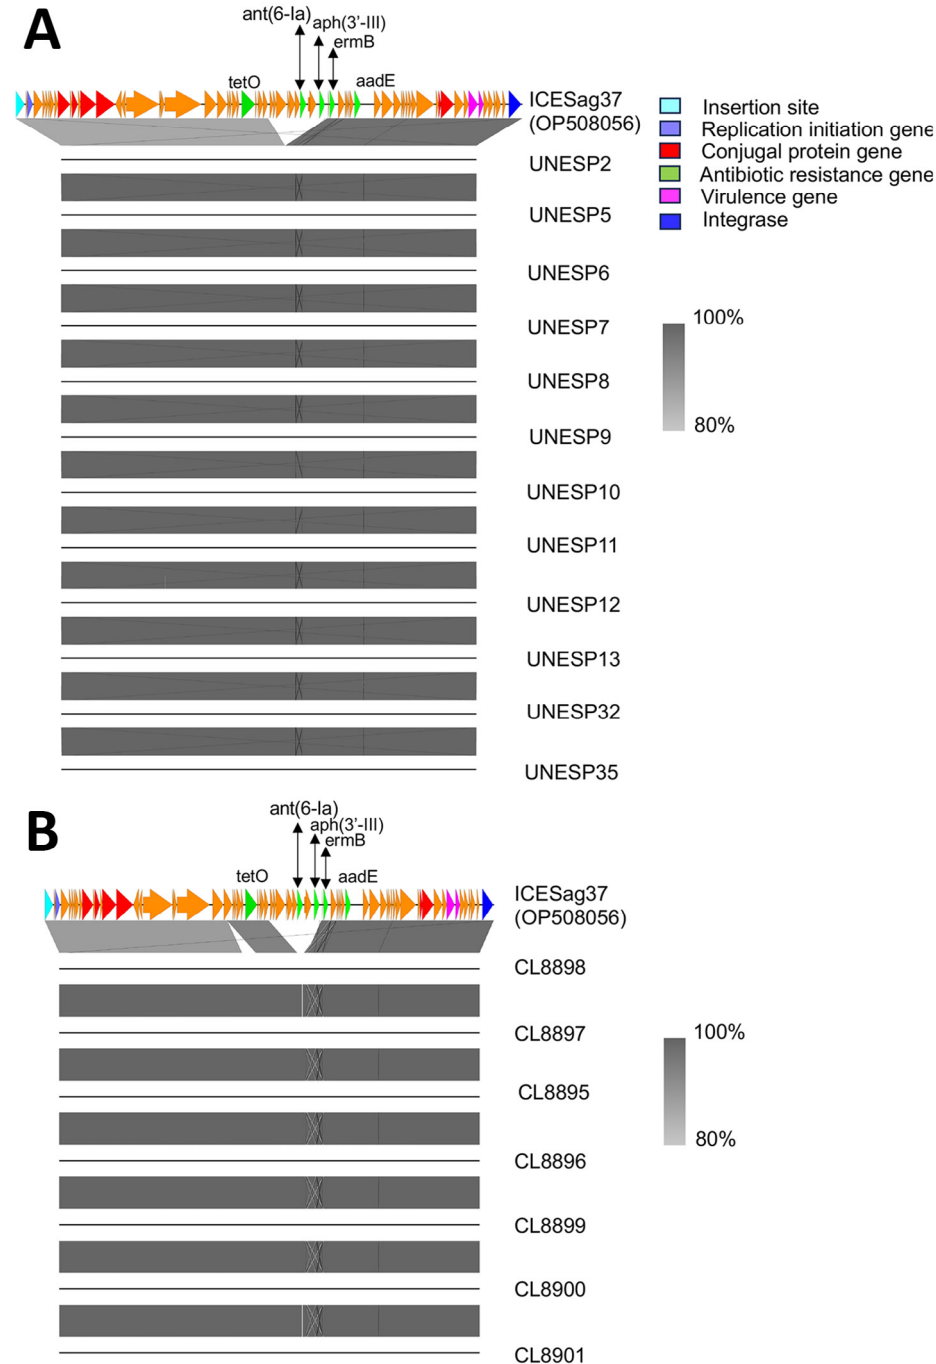 A
ant(6-Ia)
aph(3'-III)
ermB
tetO
aadE
ICESag37
(OP508056)
Insertion site
Replication initiation gene
Conjugal protein gene
Antibiotic resistance gene
Virulence gene
Integrase
UNESP2
UNESP5
UNESP6
UNESP7
UNESP8
UNESP9
UNESP10
UNESP11
UNESP12
UNESP13
UNESP32
UNESP35
100%
80%
B
ant(6-Ia)
aph(3'-III)
ermB
tetO
aadE
ICESag37
(OP508056)
CL8898
CL8897
CL8895
CL8896
CL8899
CL8900
CL8901
100%
80%